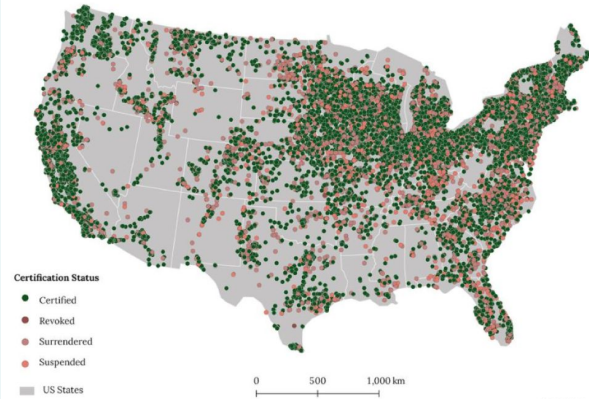 Certification Status
Certified
Revoked
Surrendered
Suspended
US States
0 500 1,000 km